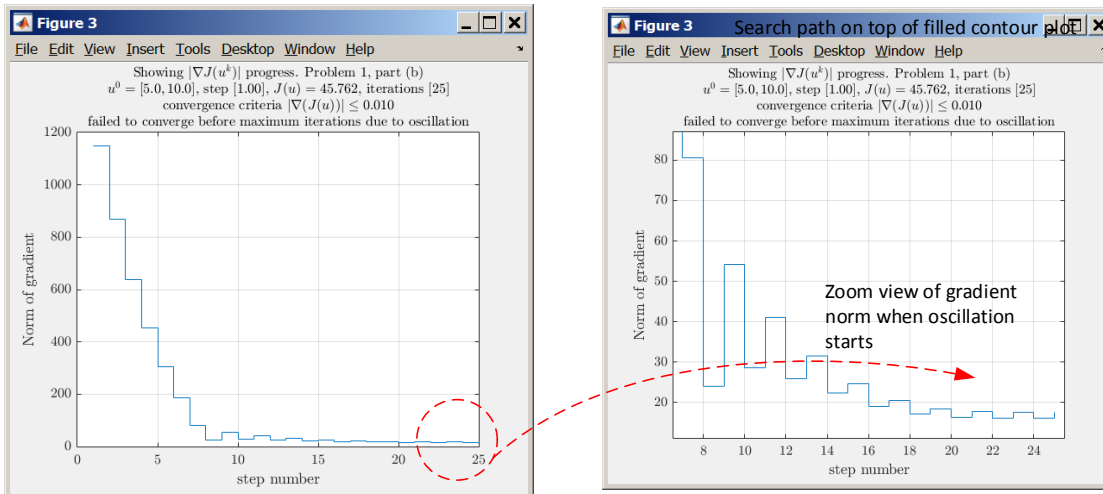 Figure 3
File Edit View Insert Tools Desktop Window Help
Showing |∇J(u^k)| progress. Problem 1, part (b)
u^0 = [5.0, 10.0], step [1.00], J(u) = 45.762, iterations [25]
convergence criteria |∇(J(u))| ≤ 0.010
failed to converge before maximum iterations due to oscillation
1200
1000
800
600
400
200
0
Norm of gradient
0 5 10 15 20 25
step number
Figure 3
Search path on top of filled contour plot
File Edit View Insert Tools Desktop Window Help
Showing |∇J(u^k)| progress. Problem 1, part (b)
u^0 = [5.0, 10.0], step [1.00], J(u) = 45.762, iterations [25]
convergence criteria |∇(J(u))| ≤ 0.010
failed to converge before maximum iterations due to oscillation
80
70
60
50
40
30
20
Norm of gradient
Zoom view of gradient
norm when oscillation
starts
8 10 12 14 16 18 20 22 24
step number